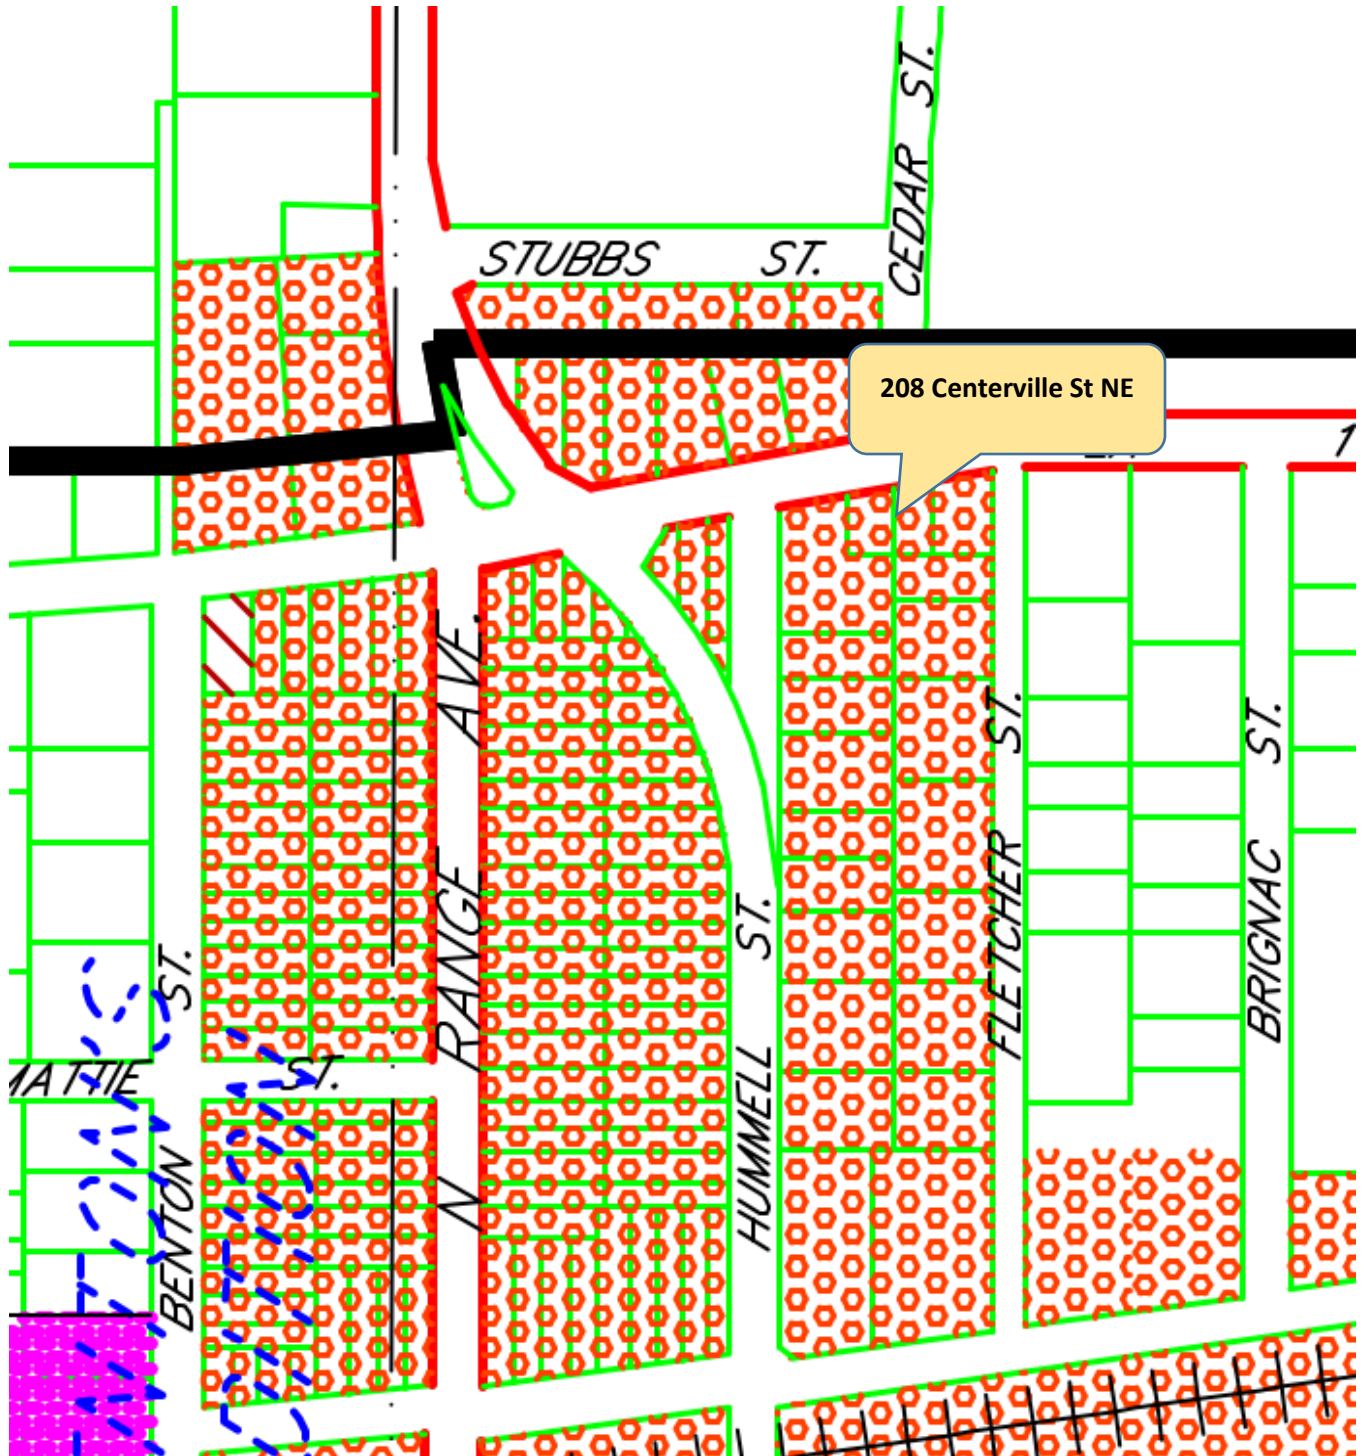 CEDAR ST.
STUBBS ST.
208 Centerville St NE
N RANGE AVE.
FLETCHER ST.
BRIGNAC ST.
HUMMELL ST.
MATTIE ST.
BENTON ST.